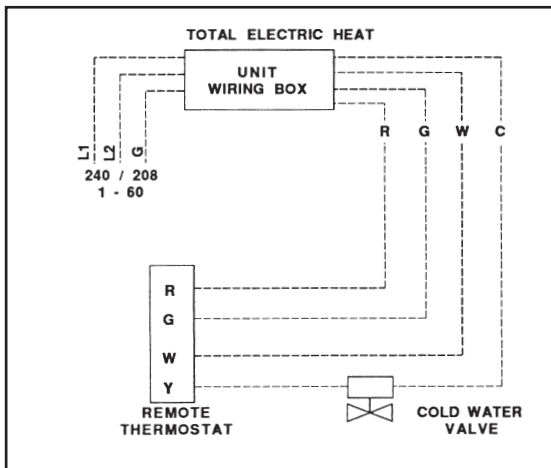 TOTAL ELECTRIC HEAT
UNIT
WIRING BOX
R G W C
L1
L2
G
240 / 208
1 - 60
R
G
W
Y
REMOTE
THERMOSTAT
COLD WATER
VALVE